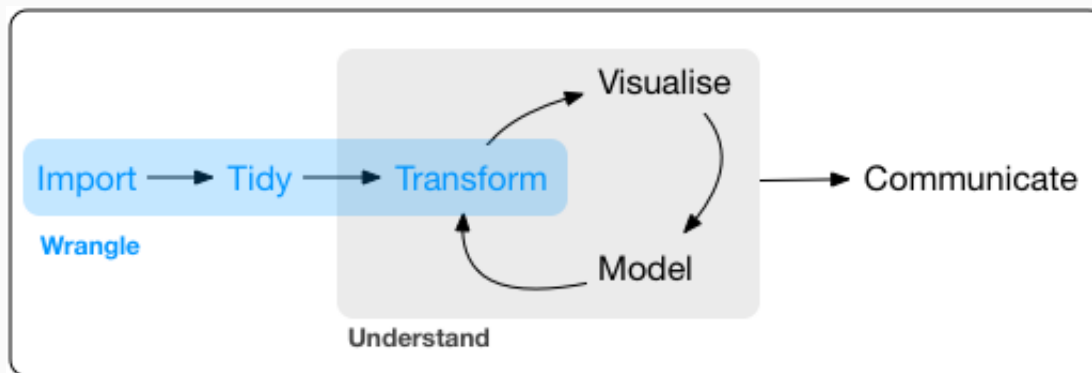 Visualise
Import Tidy Transform Communicate
Wrangle
Model
Understand